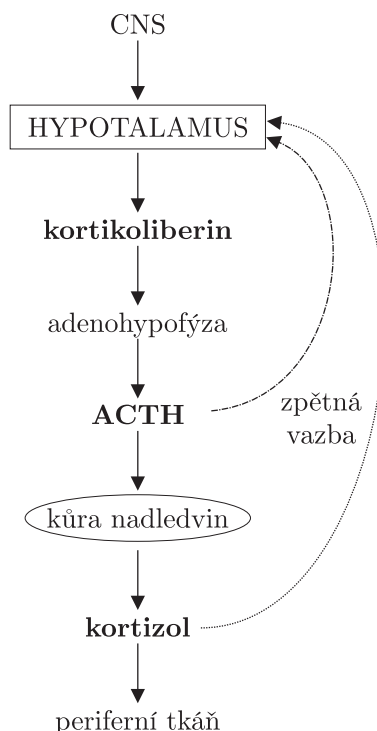 CNS
HYPOTALAMUS
kortikoliberin
adenohypofýza
ACTH
zpětná
vazba
kůra nadledvin
kortizol
periferní tkáň